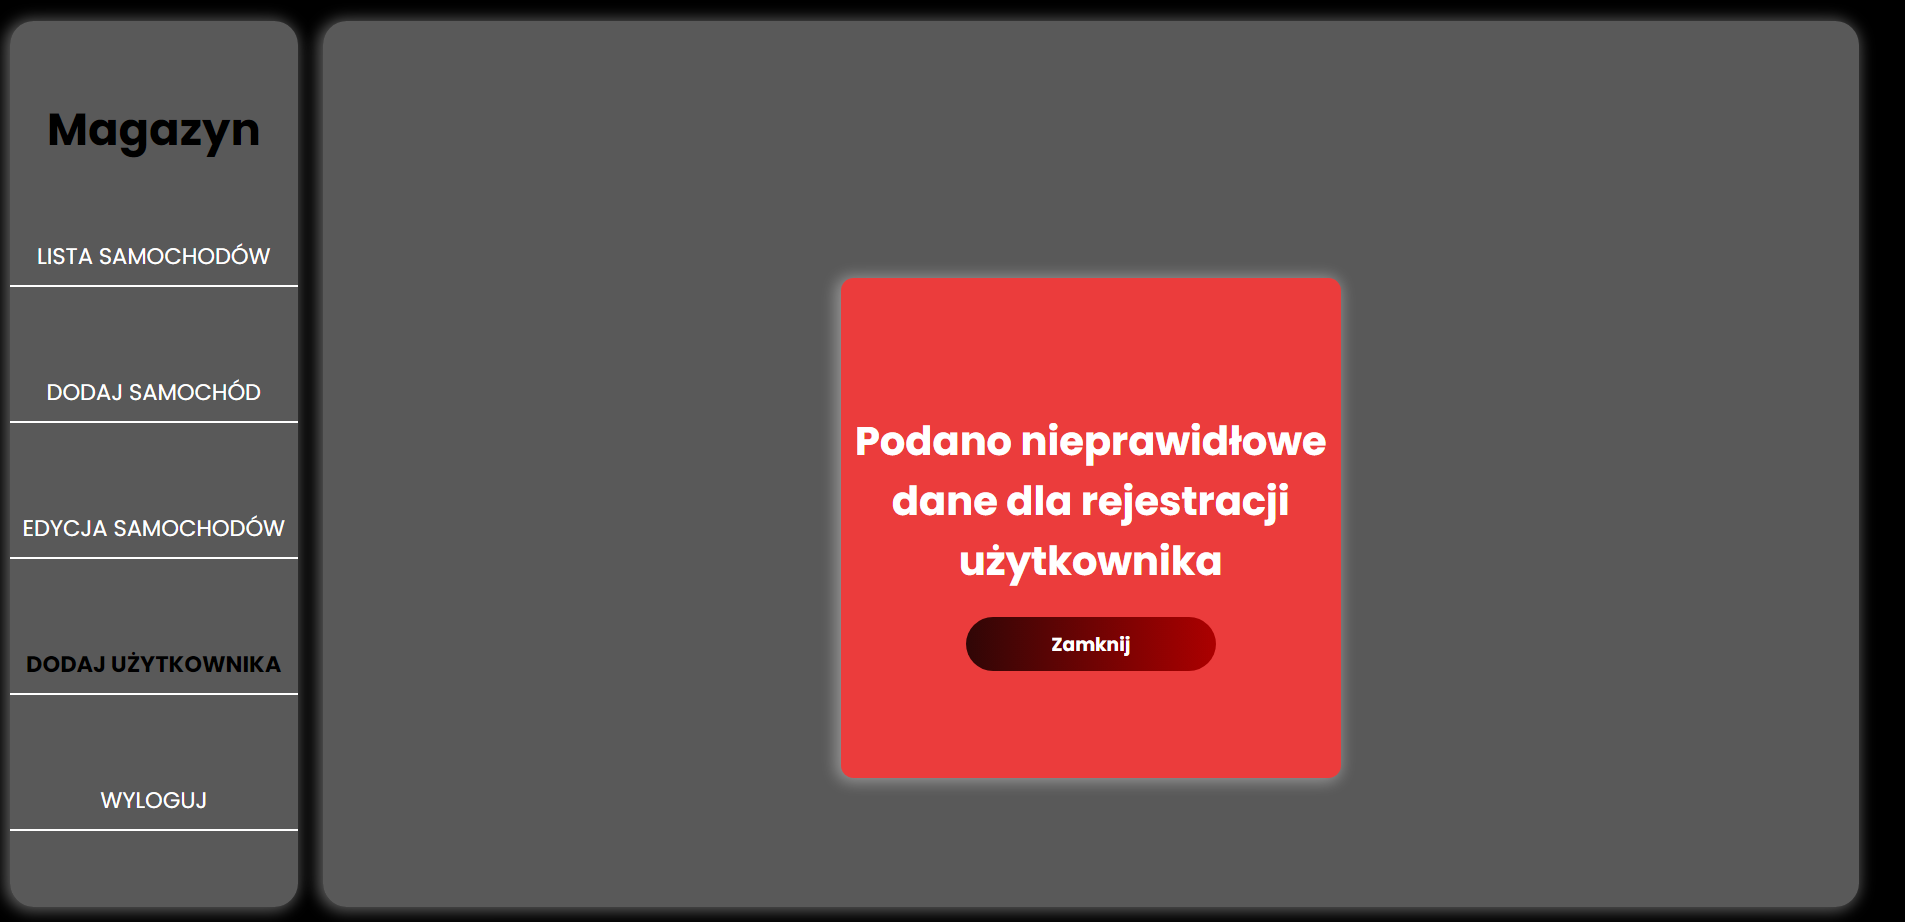 Magazyn
LISTA SAMOCHODÓW
DODAJ SAMOCHÓD
EDYCJA SAMOCHODÓW
DODAJ UŻYTKOWNIKA
WYLOGUJ
Podano nieprawidłowe
dane dla rejestracji
użytkownika
Zamknij